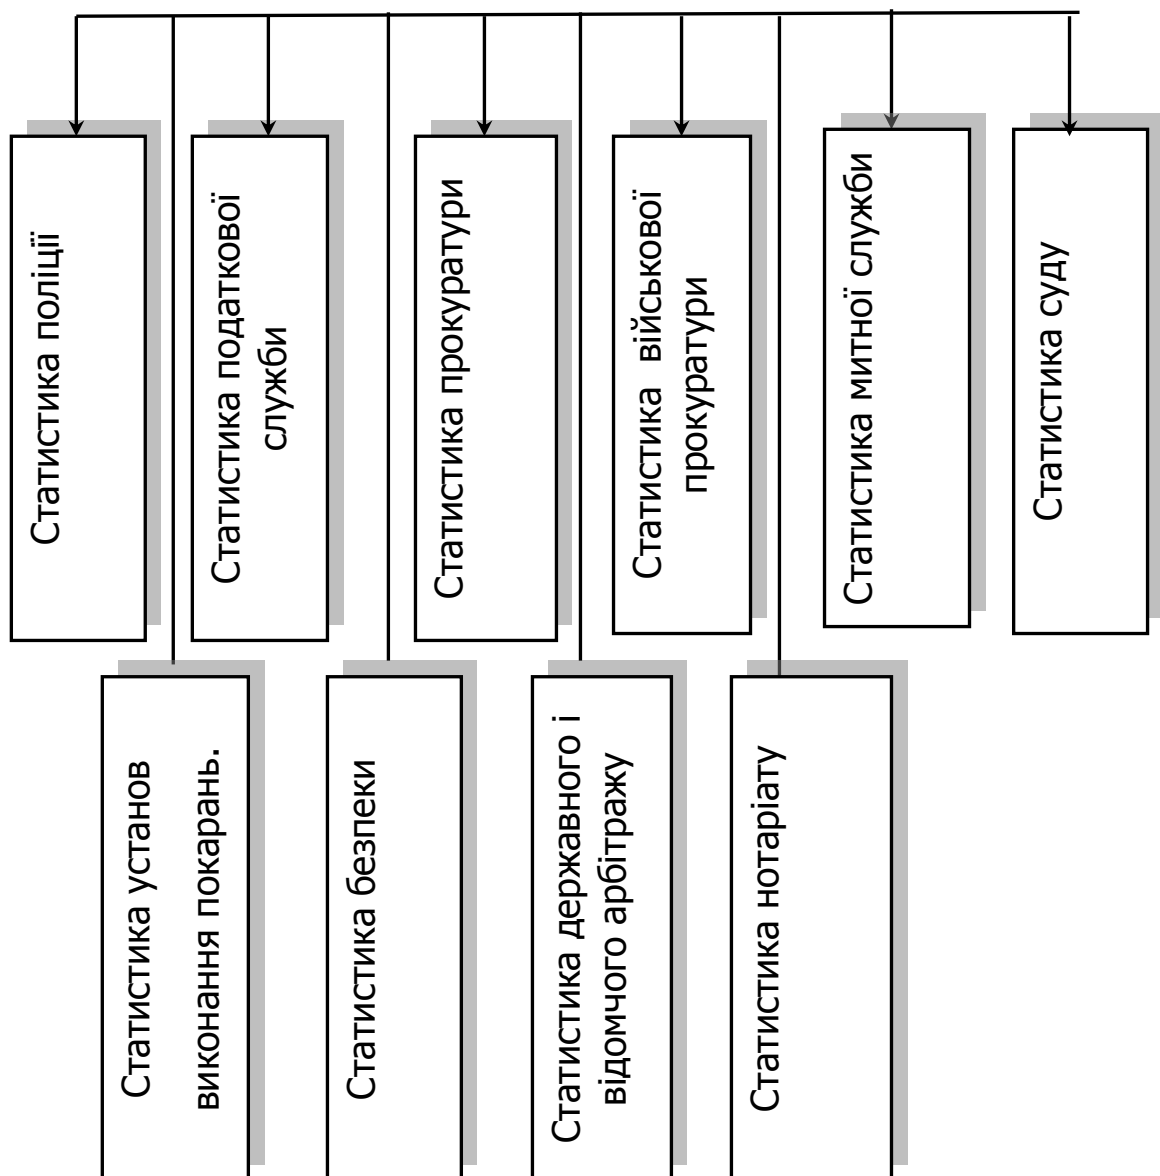 Статистика поліції
Статистика податкової
служби
Статистика прокуратури
Статистика військової
прокуратури
Статистика митної служби
Статистика суду
Статистика установ
виконання покарань.
Статистика безпеки
Статистика державного і
відомчого арбітражу
Статистика нотаріату